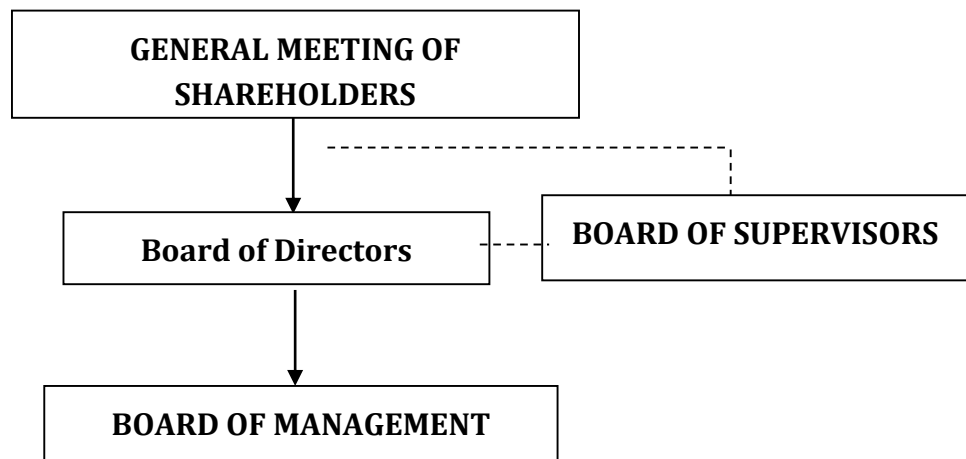 GENERAL MEETING OF
SHAREHOLDERS
Board of Directors
BOARD OF SUPERVISORS
BOARD OF MANAGEMENT